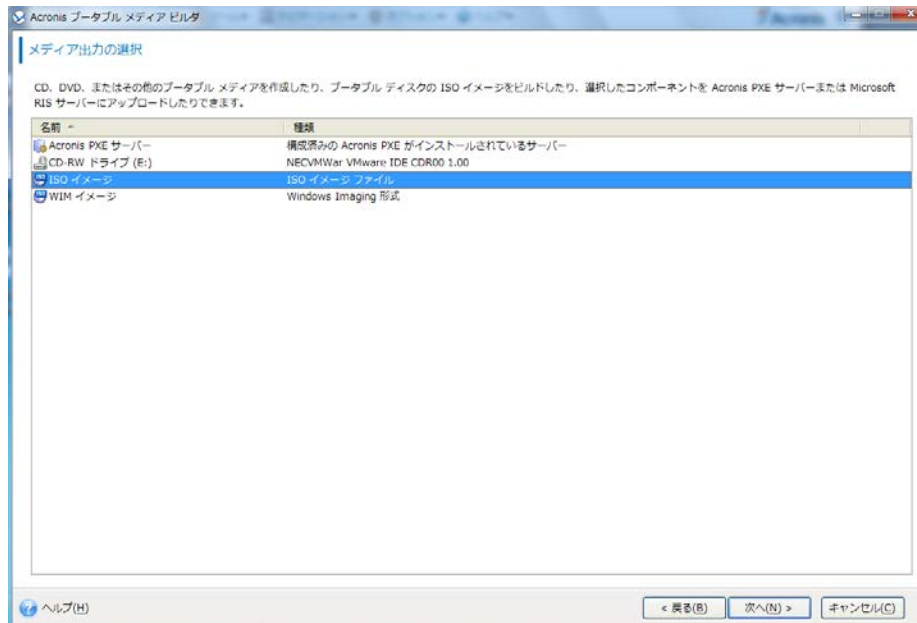 Acronis ブータブル メディア ビルダ
メディア出力の選択
CD、DVD、またはその他のブータブル メディアを作成したり、ブータブル ディスクの ISO イメージをビルドしたり、選択したコンポーネントを Acronis PXE サーバーまたは Microsoft
RIS サーバーにアップロードしたりできます。
名前 種類
Acronis PXE サーバー 構成済みの Acronis PXE がインストールされているサーバー
CD-RW ドライブ (E:) NECVMWar VMware IDE CDR00 1.00
ISO イメージ ISO イメージ ファイル
WIM イメージ Windows Imaging 形式
ヘルプ(H) < 戻る(B) 次へ(N) > キャンセル(C)